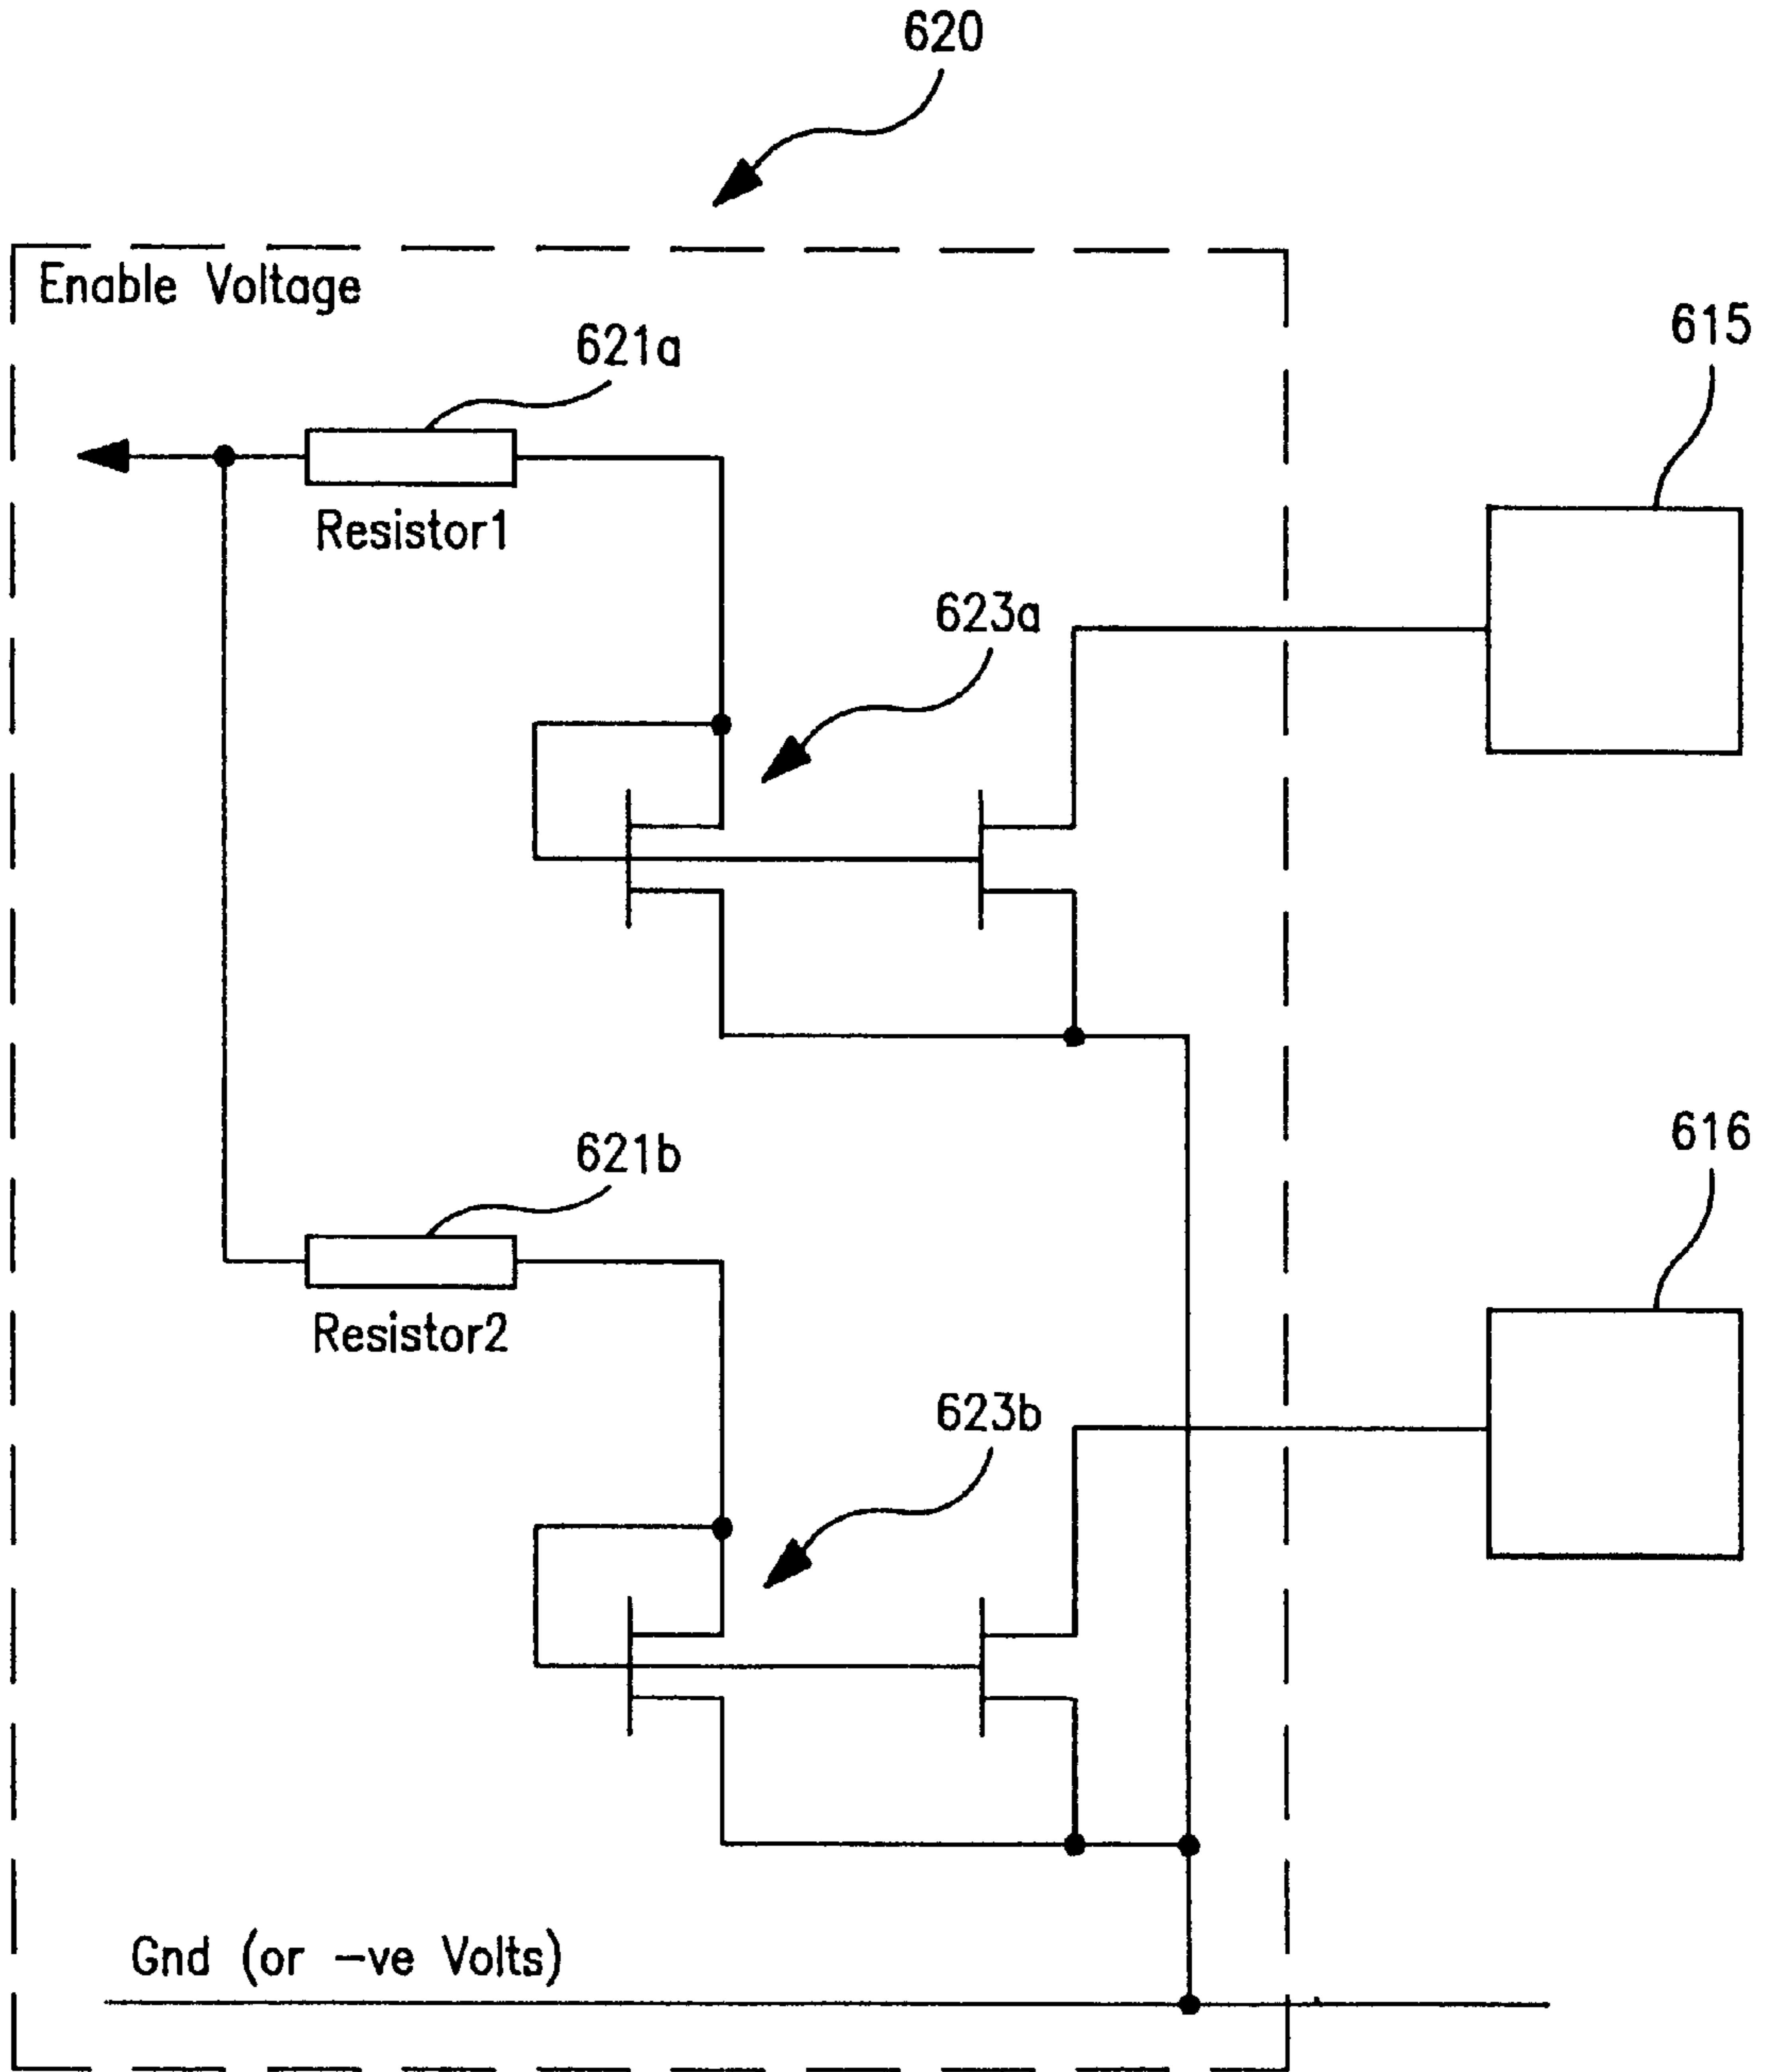 620
Enable Voltage
621a
615
Resistor1
623a
621b
616
Resistor2
623b
Gnd (or -ve Volts)